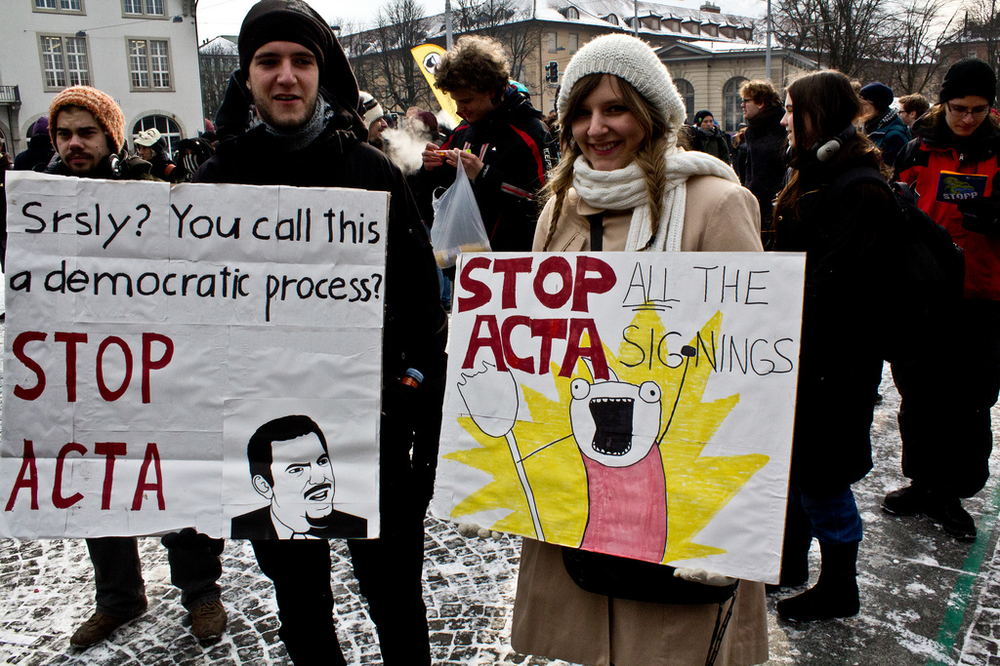 Srsly? You call this
a democratic process?
STOP
ACTA
STOP ALL THE
ACTA SIGNINGS
STOPP